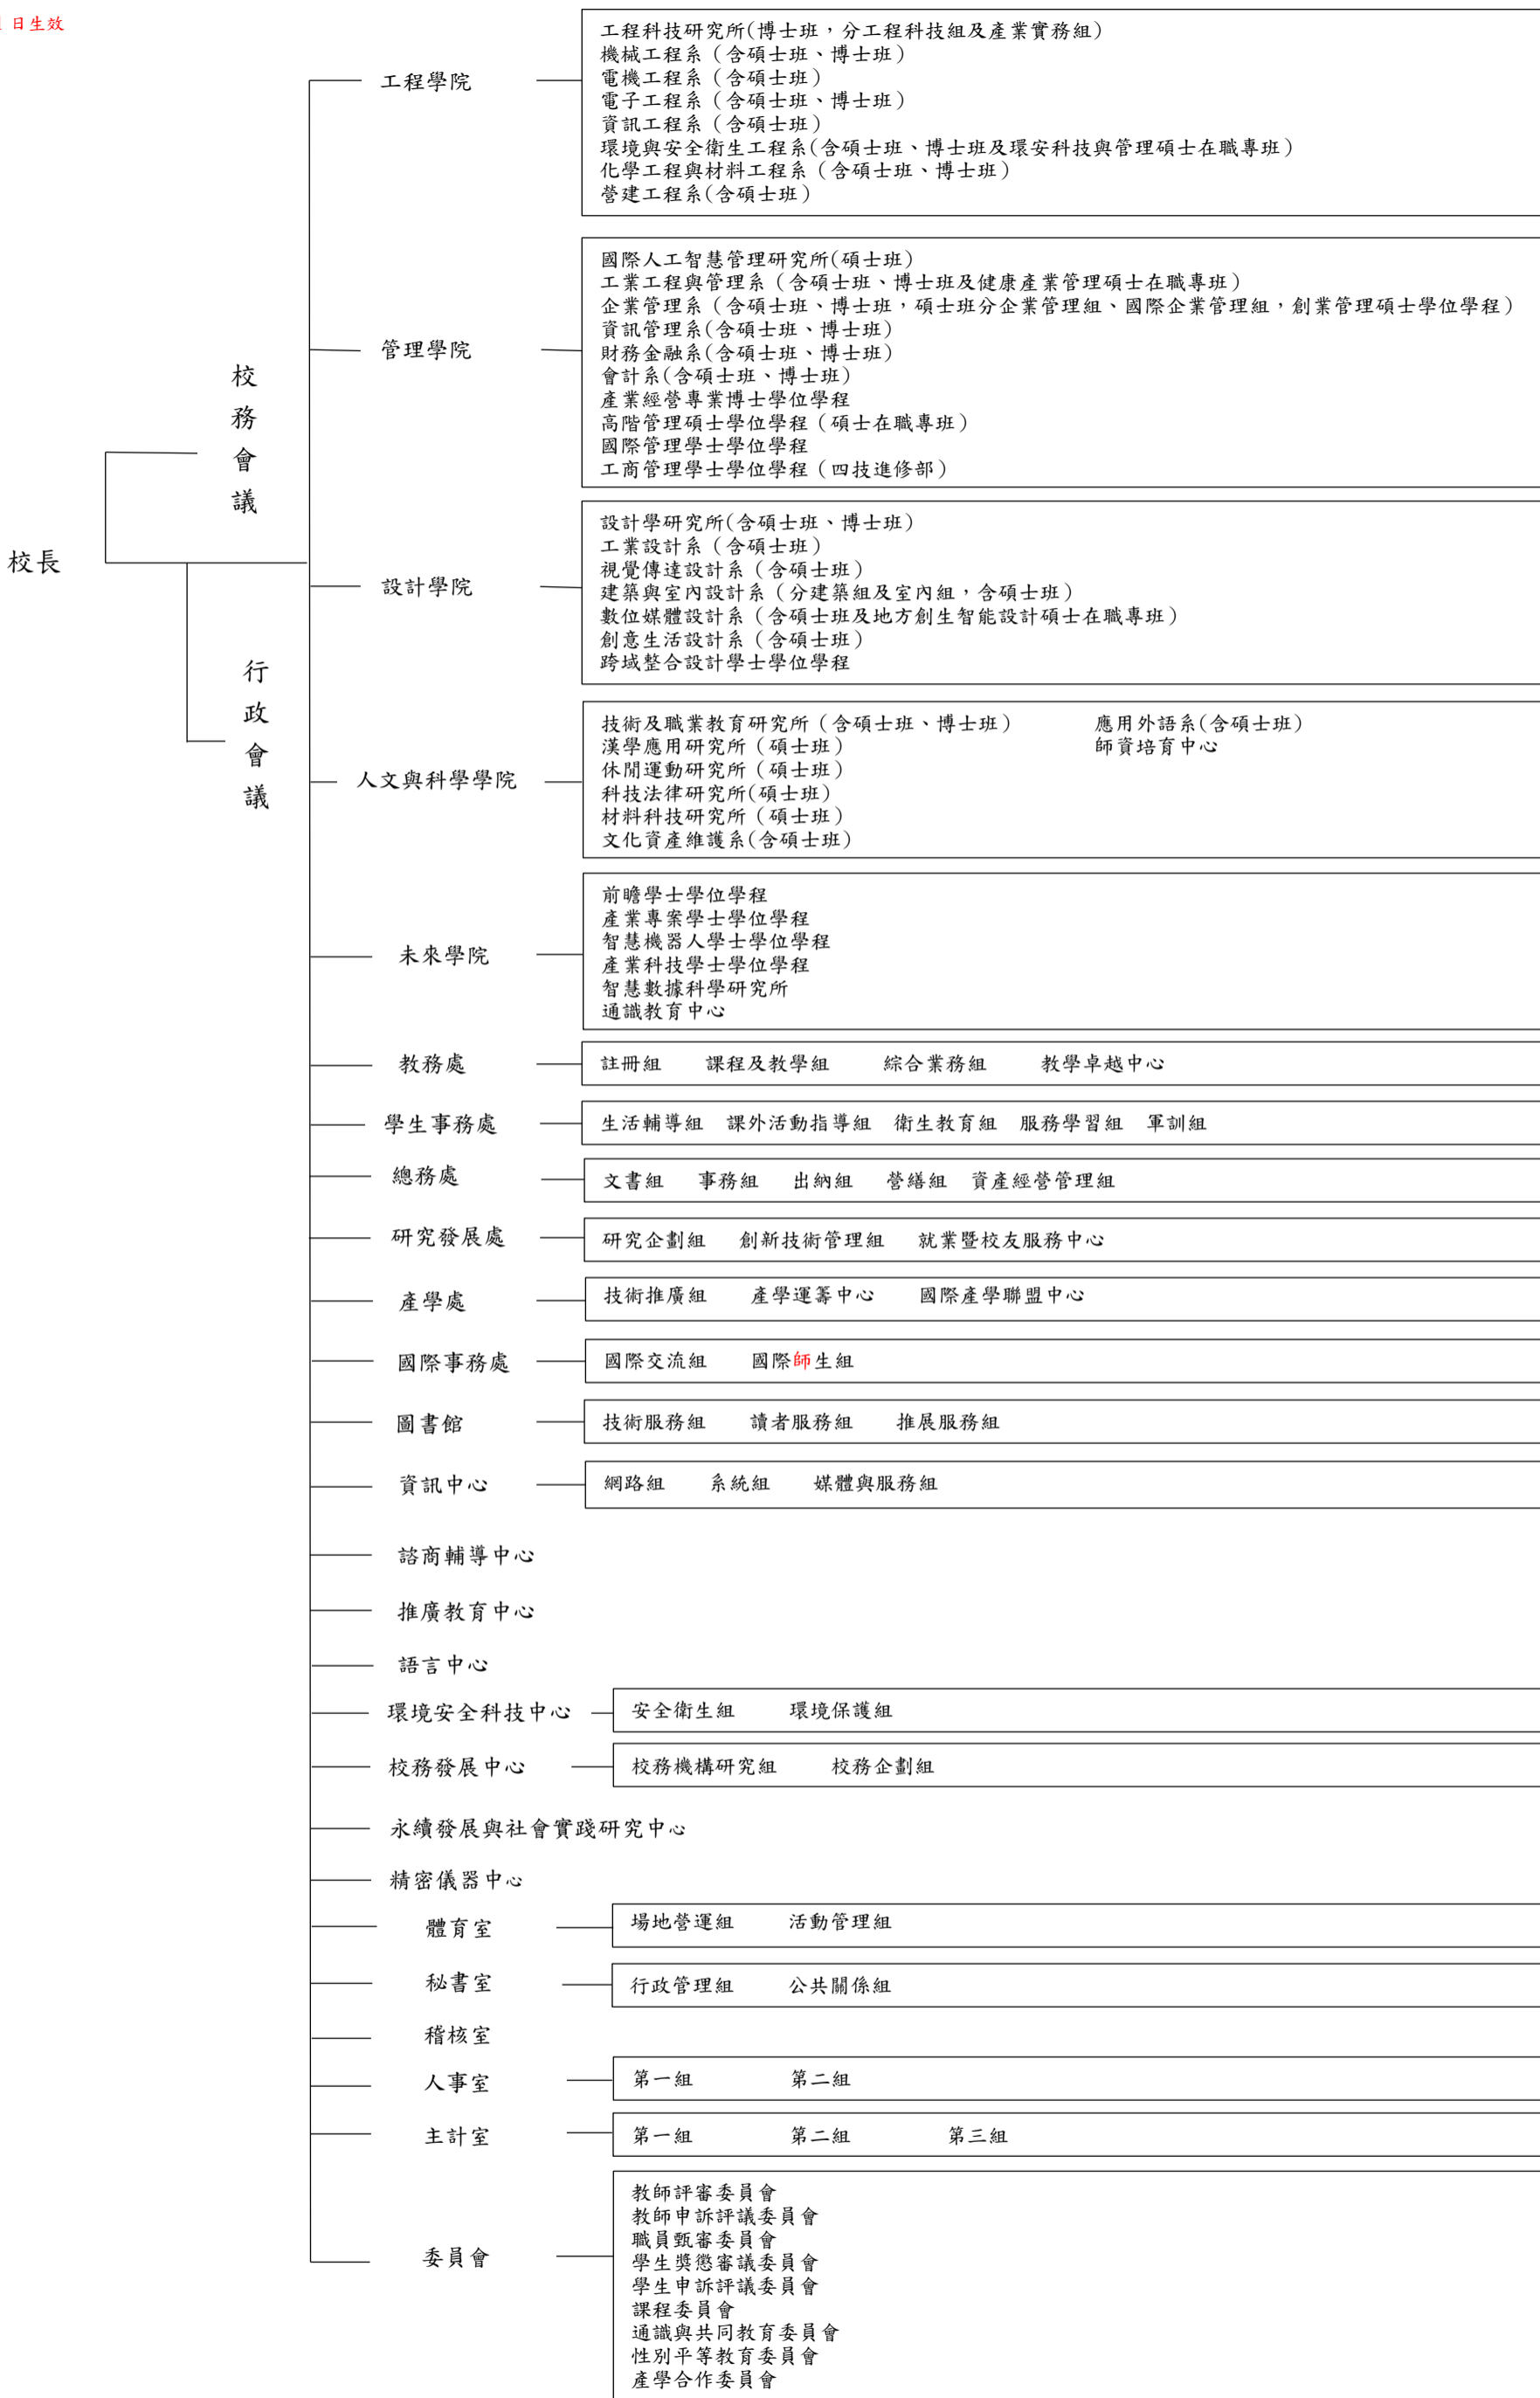 日生效
工程學院
工程科技研究所(博士班，分工程科技組及產業實務組)
機械工程系（含碩士班、博士班）
電機工程系（含碩士班）
電子工程系（含碩士班、博士班）
資訊工程系（含碩士班）
環境與安全衛生工程系(含碩士班、博士班及環安科技與管理碩士在職專班）
化學工程與材料工程系（含碩士班、博士班）
營建工程系(含碩士班）
管理學院
國際人工智慧管理研究所(碩士班)
工業工程與管理系（含碩士班、博士班及健康產業管理碩士在職專班）
企業管理系（含碩士班、博士班，碩士班分企業管理組、國際企業管理組，創業管理碩士學位學程）
資訊管理系(含碩士班、博士班)
財務金融系(含碩士班、博士班)
會計系(含碩士班、博士班)
產業經營專業博士學位學程
高階管理碩士學位學程（碩士在職專班）
國際管理學士學位學程
工商管理學士學位學程（四技進修部）
校務會議
校長
行政會議
設計學院
設計學研究所(含碩士班、博士班)
工業設計系（含碩士班）
視覺傳達設計系（含碩士班）
建築與室內設計系（分建築組及室內組，含碩士班）
數位媒體設計系（含碩士班及地方創生智能設計碩士在職專班）
創意生活設計系（含碩士班）
跨域整合設計學士學位學程
人文與科學學院
技術及職業教育研究所（含碩士班、博士班） 應用外語系(含碩士班)
漢學應用研究所（碩士班） 師資培育中心
休閒運動研究所（碩士班）
科技法律研究所(碩士班)
材料科技研究所（碩士班）
文化資產維護系(含碩士班)
未來學院
前瞻學士學位學程
產業專案學士學位學程
智慧機器人學士學位學程
產業科技學士學位學程
智慧數據科學研究所
通識教育中心
教務處 註冊組 課程及教學組 綜合業務組 教學卓越中心
學生事務處 生活輔導組 課外活動指導組 衛生教育組 服務學習組 軍訓組
總務處 文書組 事務組 出納組 營繕組 資產經營管理組
研究發展處 研究企劃組 創新技術管理組 就業暨校友服務中心
產學處 技術推廣組 產學運籌中心 國際產學聯盟中心
國際事務處 國際交流組 國際師生組
圖書館 技術服務組 讀者服務組 推展服務組
資訊中心 網路組 系統組 媒體與服務組
諮商輔導中心
推廣教育中心
語言中心
環境安全科技中心 安全衛生組 環境保護組
校務發展中心 校務機構研究組 校務企劃組
永續發展與社會實踐研究中心
精密儀器中心
體育室 場地營運組 活動管理組
秘書室 行政管理組 公共關係組
稽核室
人事室 第一組 第二組
主計室 第一組 第二組 第三組
委員會
教師評審委員會
教師申訴評議委員會
職員甄審委員會
學生獎懲審議委員會
學生申訴評議委員會
課程委員會
通識與共同教育委員會
性別平等教育委員會
產學合作委員會